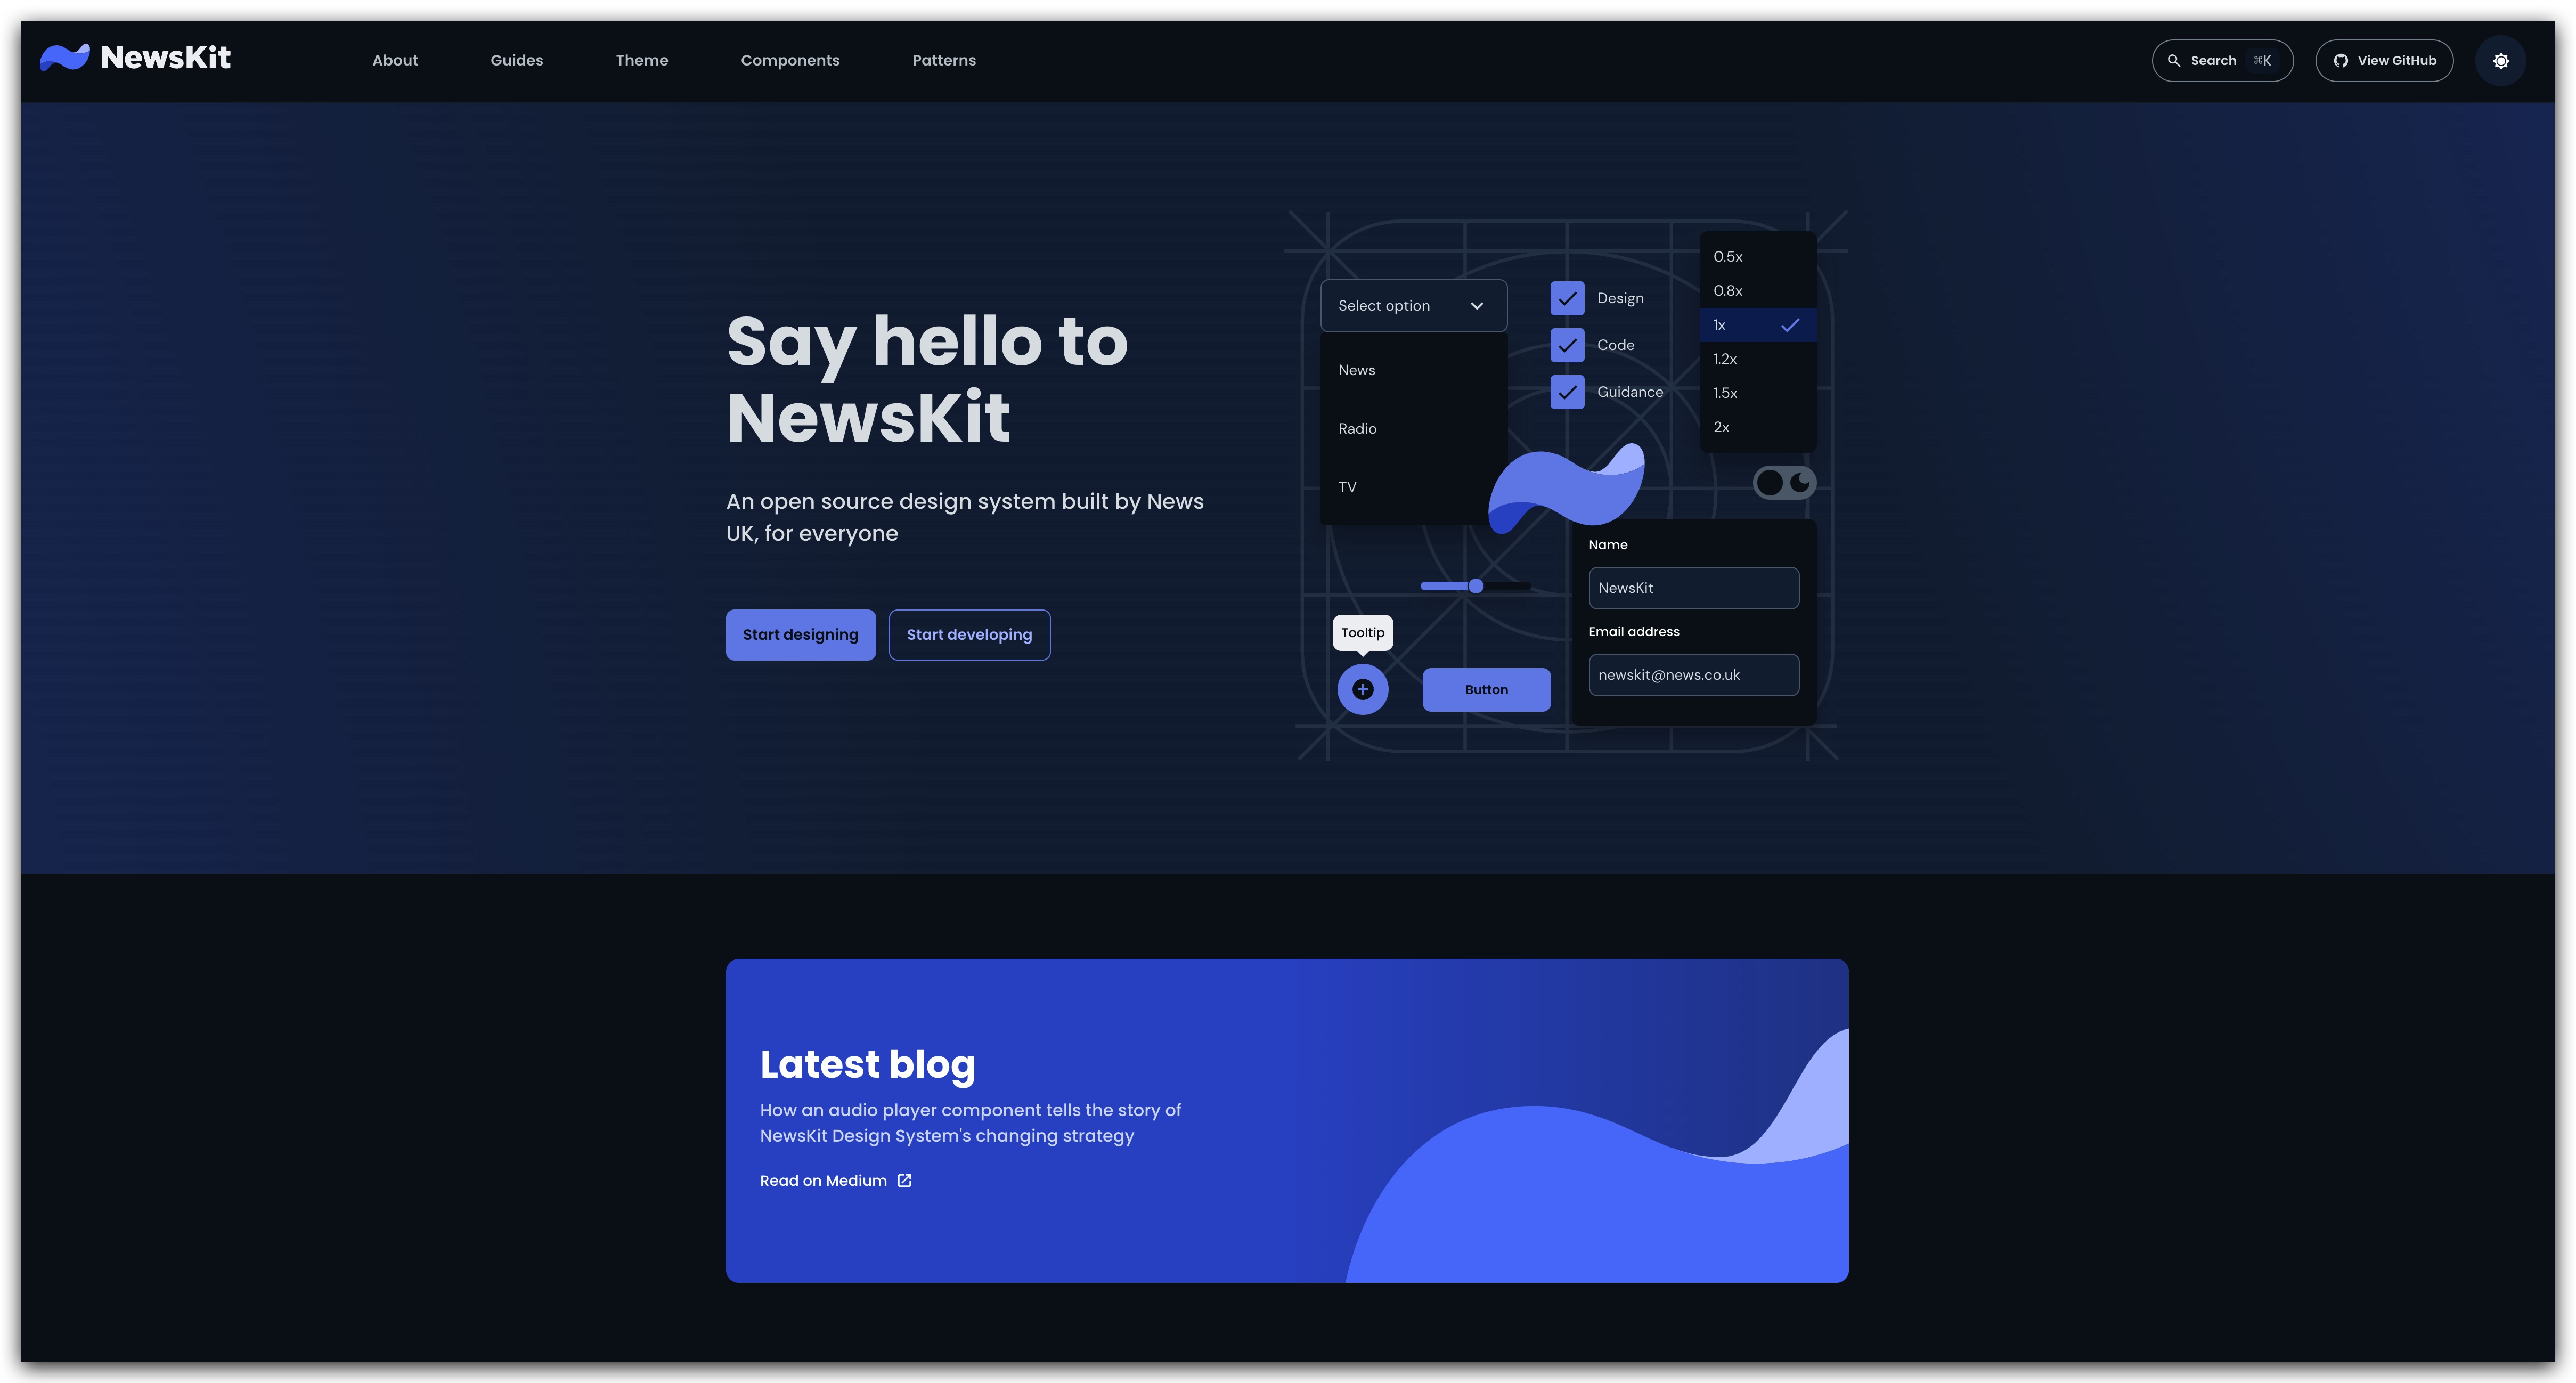 NewsKit
About
Guides
Theme
Components
Patterns
Search ⌘K
View GitHub
Say hello to
NewsKit
An open source design system built by News
UK, for everyone
Start designing
Start developing
Select option
News
Radio
TV
Design
Code
Guidance
0.5x
0.8x
1x
1.2x
1.5x
2x
Name
NewsKit
Email address
newskit@news.co.uk
Tooltip
Button
Latest blog
How an audio player component tells the story of
NewsKit Design System's changing strategy
Read on Medium